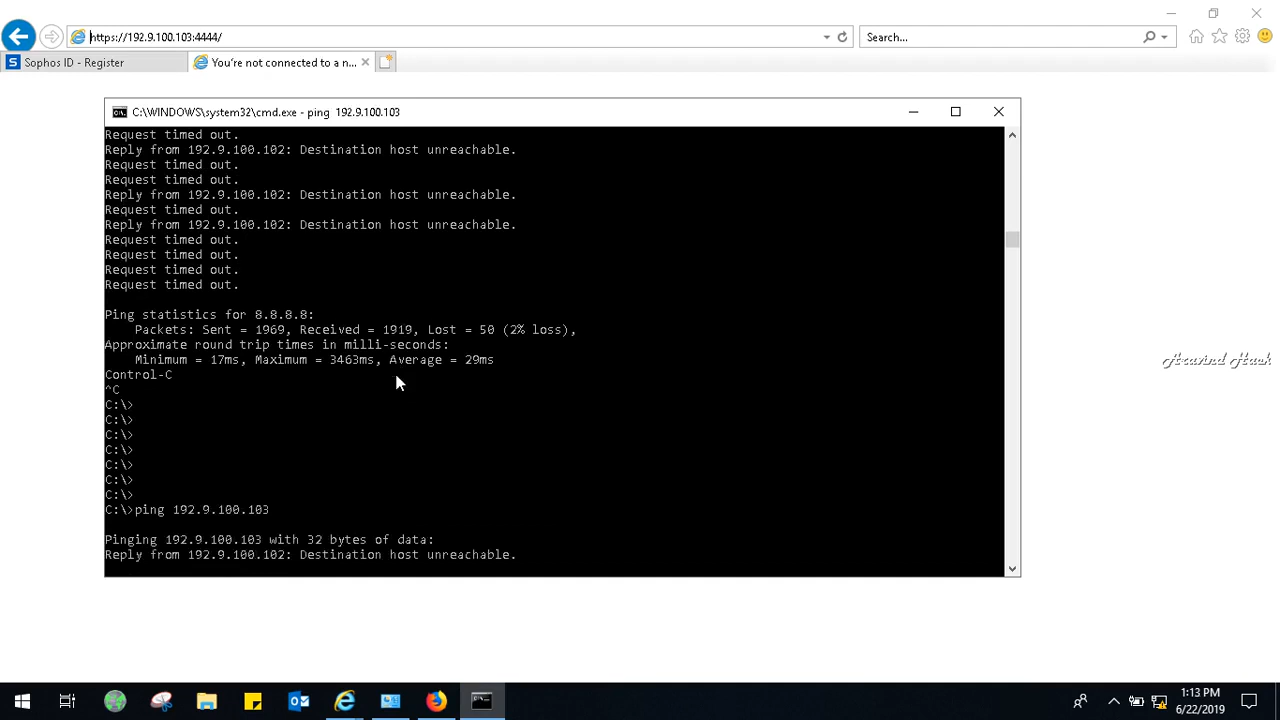 https://192.9.100.103:4444/
Search...
Sophos ID - Register
You're not connected to a n...
C:\WINDOWS\system32\cmd.exe - ping  192.9.100.103
Request timed out.
Reply from 192.9.100.102: Destination host unreachable.
Request timed out.
Request timed out.
Reply from 192.9.100.102: Destination host unreachable.
Request timed out.
Reply from 192.9.100.102: Destination host unreachable.
Request timed out.
Request timed out.
Request timed out.
Request timed out.
Ping statistics for 8.8.8.8:
Packets: Sent = 1969, Received = 1919, Lost = 50 (2% loss),
Approximate round trip times in milli-seconds:
Minimum = 17ms, Maximum = 3463ms, Average = 29ms
Control-C
^C
C:\>
C:\>
C:\>
C:\>
C:\>
C:\>
C:\>
C:\>ping 192.9.100.103
Pinging 192.9.100.103 with 32 bytes of data:
Reply from 192.9.100.102: Destination host unreachable.
1:13 PM
6/22/2019